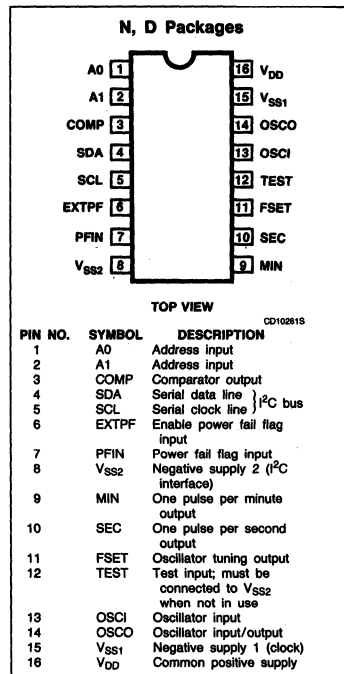 N, D Packages
A0 1 16 VDD
A1 2 15 VSS1
COMP 3 14 OSCO
SDA 4 13 OSCI
SCL 5 12 TEST
EXTPF 6 11 FSET
PFIN 7 10 SEC
VSS2 8 9 MIN
TOP VIEW
CD10261S
PIN NO. SYMBOL DESCRIPTION
1 A0 Address input
2 A1 Address input
3 COMP Comparator output
4 SDA Serial data line
5 SCL Serial clock line } I²C bus
6 EXTPF Enable power fail flag
input
7 PFIN Power fail flag input
8 VSS2 Negative supply 2 (I²C
interface)
9 MIN One pulse per minute
output
10 SEC One pulse per second
output
11 FSET Oscillator tuning output
12 TEST Test input; must be
connected to VSS2
when not in use
13 OSCI Oscillator input
14 OSCO Oscillator input/output
15 VSS1 Negative supply 1 (clock)
16 VDD Common positive supply